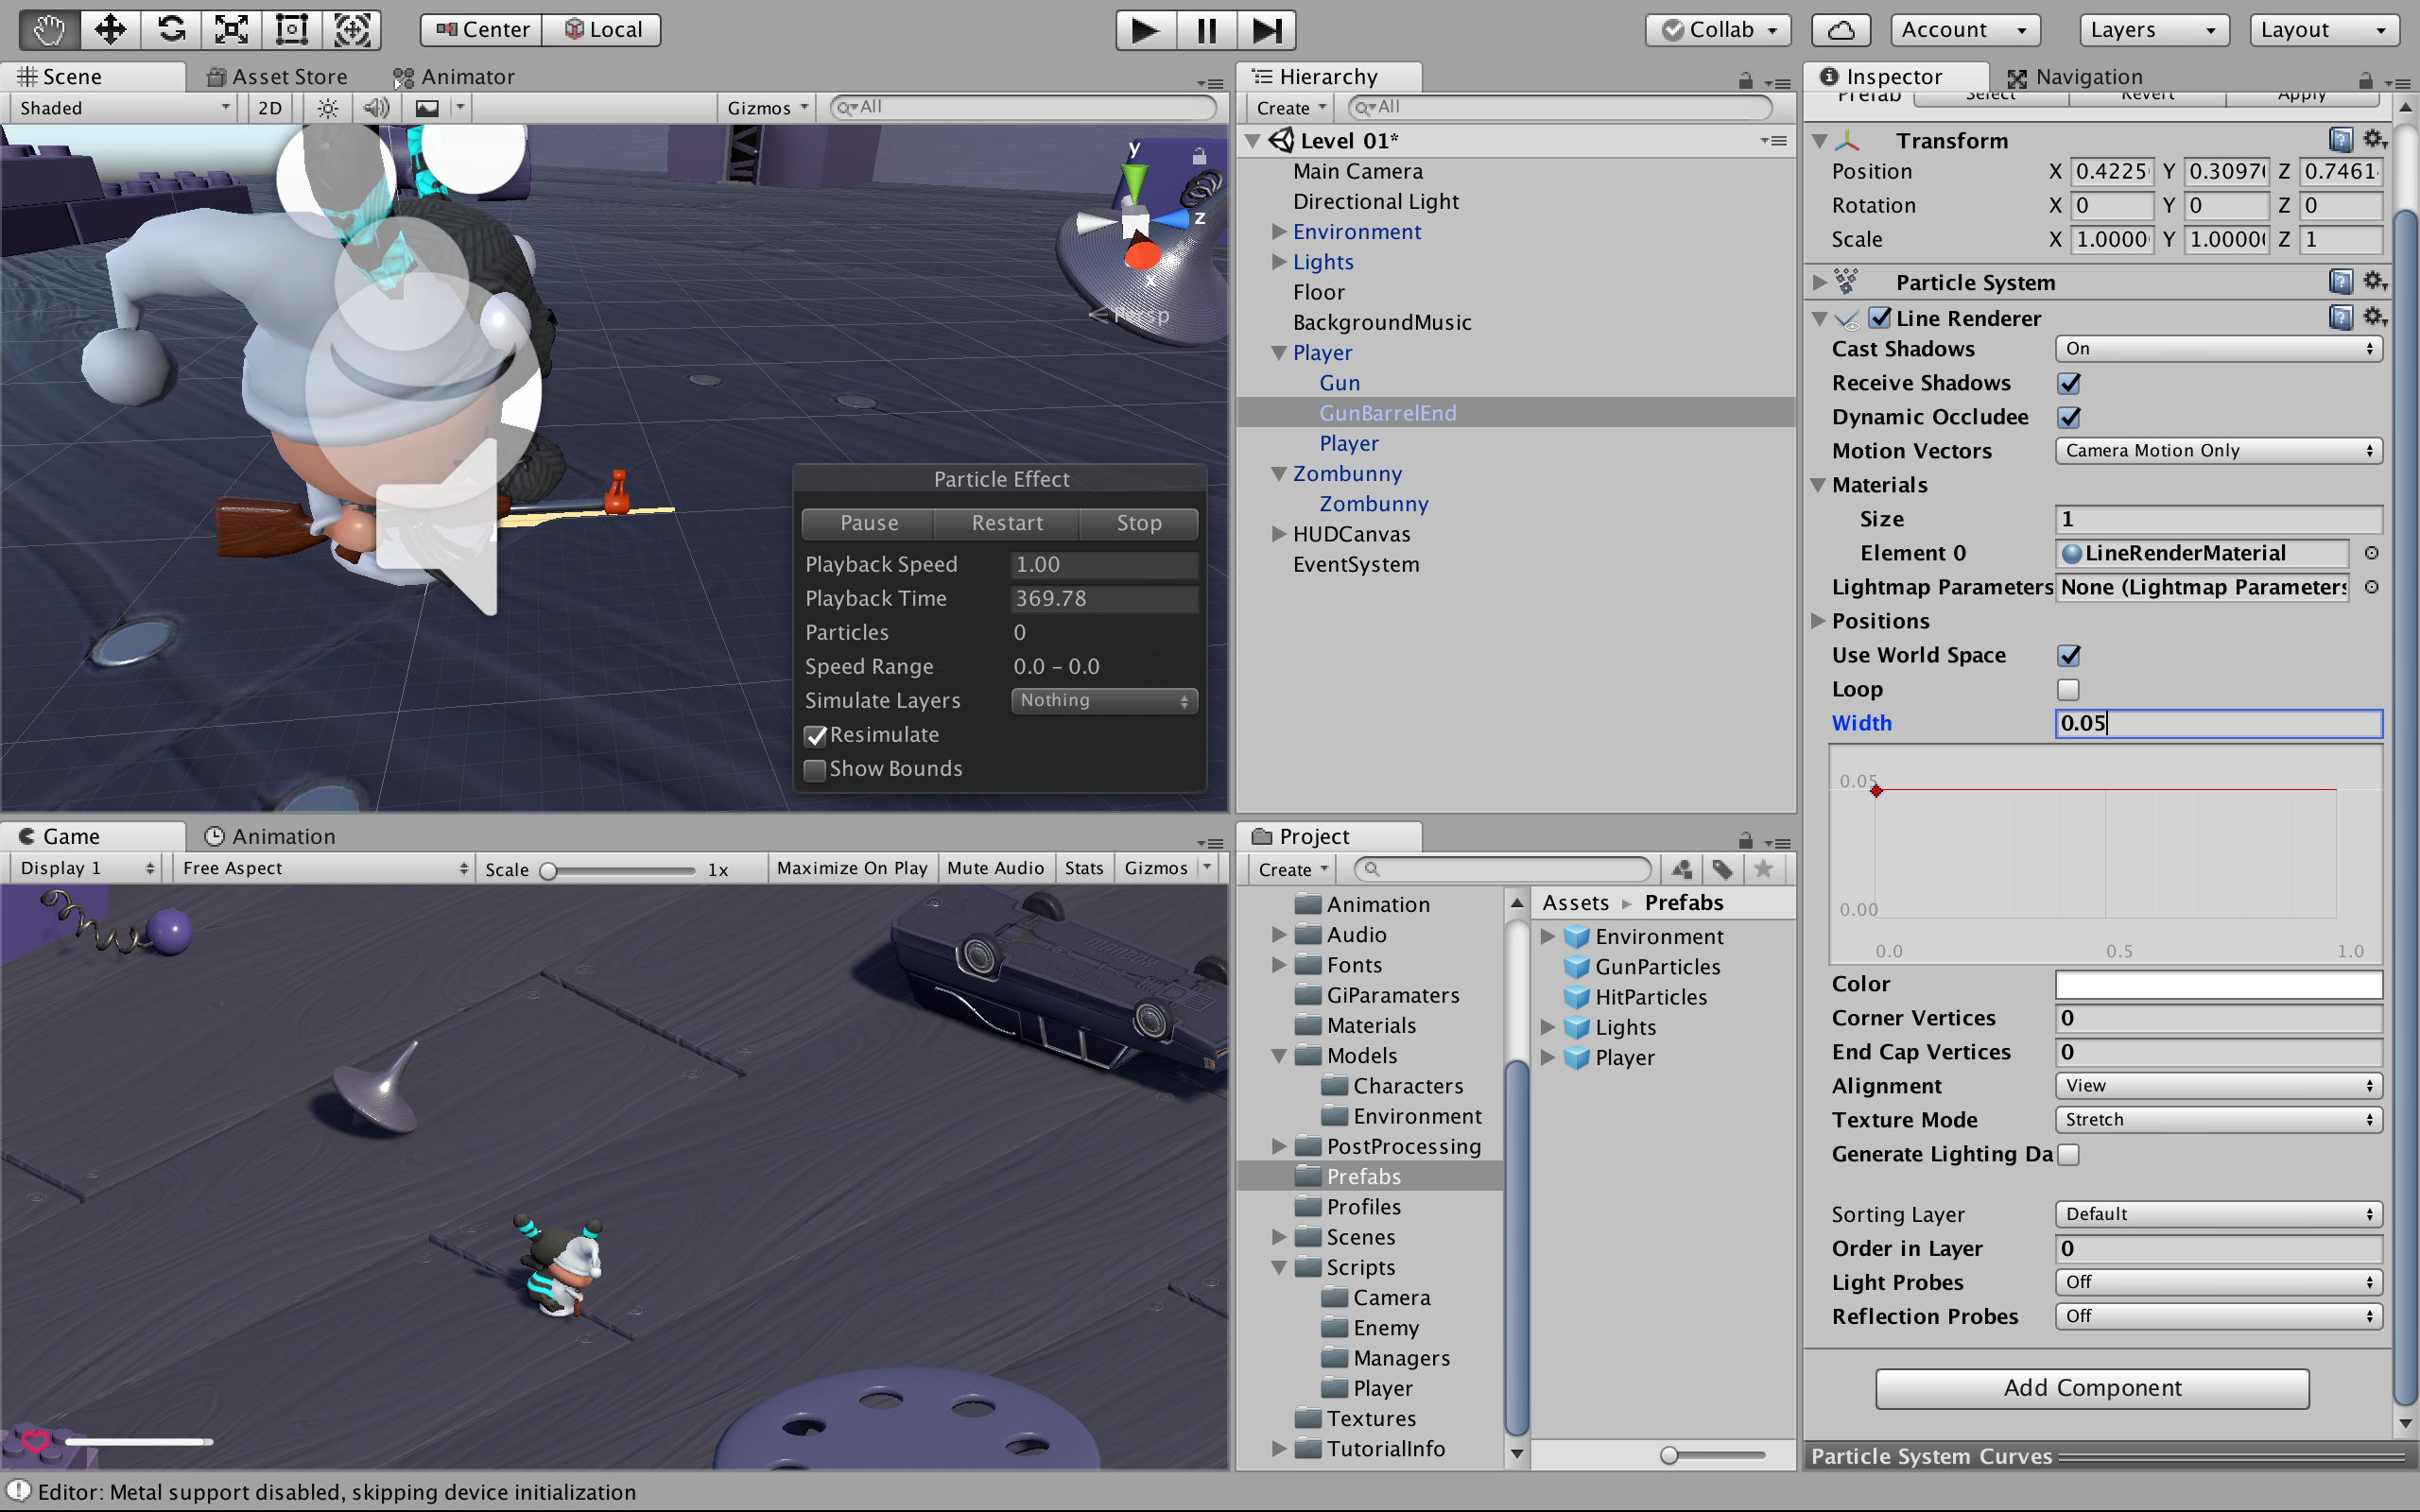 Center Local Collab Account Layers Layout
Scene Asset Store Animator
Shaded 2D Gizmos All
y
z
x
Persp
Particle Effect
Pause Restart Stop
Playback Speed 1.00
Playback Time 369.78
Particles 0
Speed Range 0.0 – 0.0
Simulate Layers Nothing
Resimulate
Show Bounds
Game Animation
Display 1 Free Aspect Scale 1x Maximize On Play Mute Audio Stats Gizmos
Hierarchy
Create All
Level 01*
Main Camera
Directional Light
Environment
Lights
Floor
BackgroundMusic
Player
Gun
GunBarrelEnd
Player
Zombunny
Zombunny
HUDCanvas
EventSystem
Project
Create
Animation
Audio
Fonts
GiParamaters
Materials
Models
Characters
Environment
PostProcessing
Prefabs
Profiles
Scenes
Scripts
Camera
Enemy
Managers
Player
Textures
TutorialInfo
Assets Prefabs
Environment
GunParticles
HitParticles
Lights
Player
Inspector Navigation
Prefab Select Revert Apply
Transform
Position X 0.4225 Y 0.3097 Z 0.7461
Rotation X 0 Y 0 Z 0
Scale X 1.0000 Y 1.0000 Z 1
Particle System
Line Renderer
Cast Shadows On
Receive Shadows
Dynamic Occludee
Motion Vectors Camera Motion Only
Materials
Size 1
Element 0 LineRenderMaterial
Lightmap Parameters None (Lightmap Parameters
Positions
Use World Space
Loop
Width 0.05
0.05
0.00
0.0 0.5 1.0
Color
Corner Vertices 0
End Cap Vertices 0
Alignment View
Texture Mode Stretch
Generate Lighting Da
Sorting Layer Default
Order in Layer 0
Light Probes Off
Reflection Probes Off
Add Component
Particle System Curves
Editor: Metal support disabled, skipping device initialization